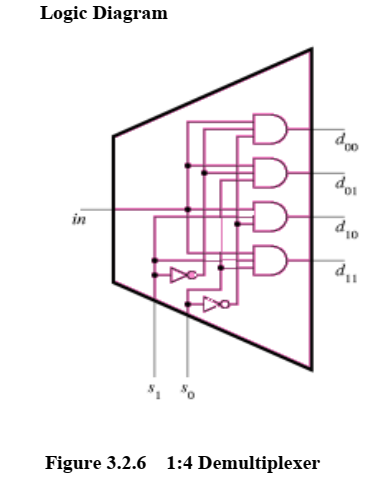 Logic Diagram
d00
d01
in
d10
d11
s1 s0
Figure 3.2.6 1:4 Demultiplexer